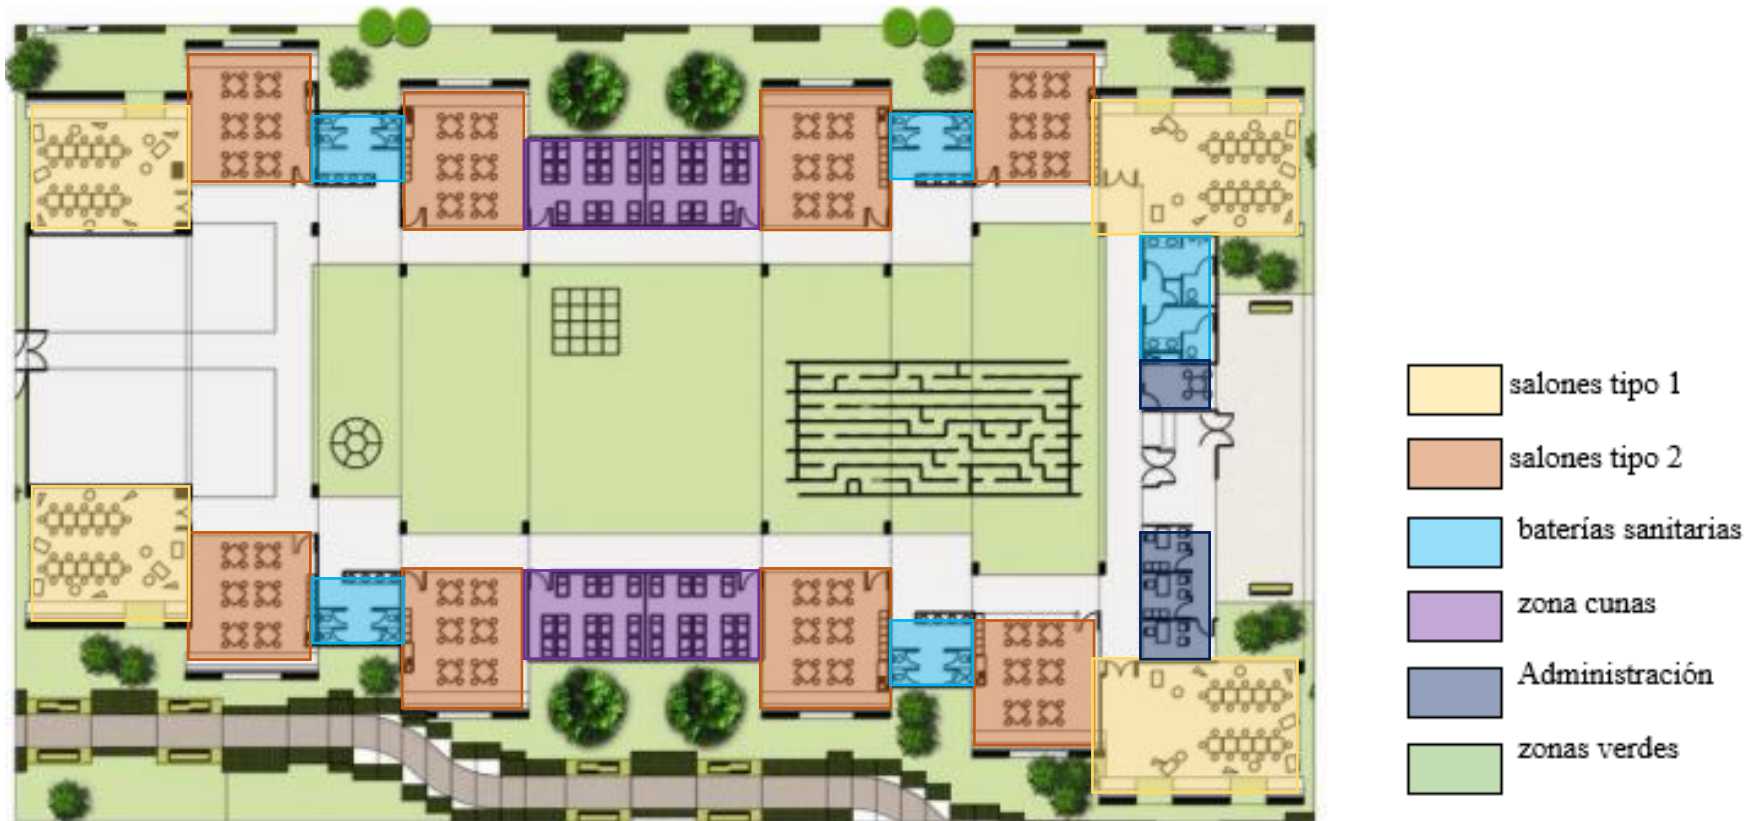 salones tipo 1
salones tipo 2
baterías sanitarias
zona cunas
Administración
zonas verdes